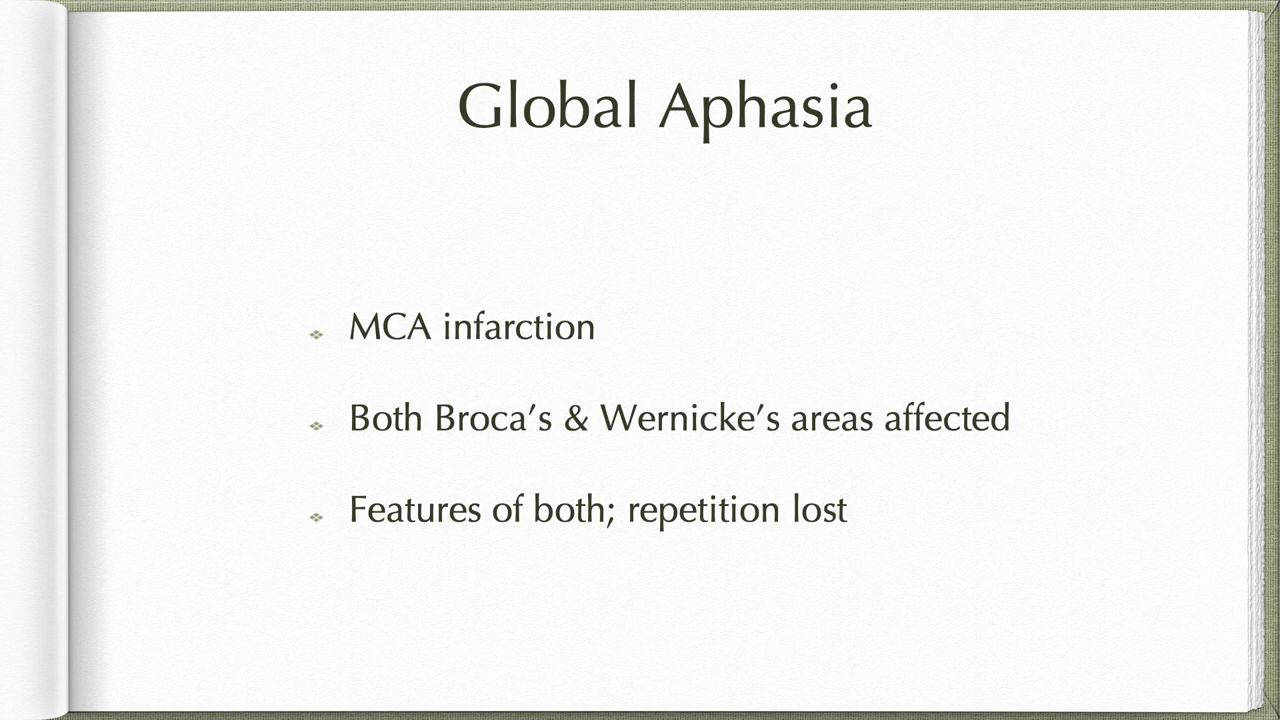 Global Aphasia
MCA infarction
Both Broca’s & Wernicke’s areas affected
Features of both; repetition lost